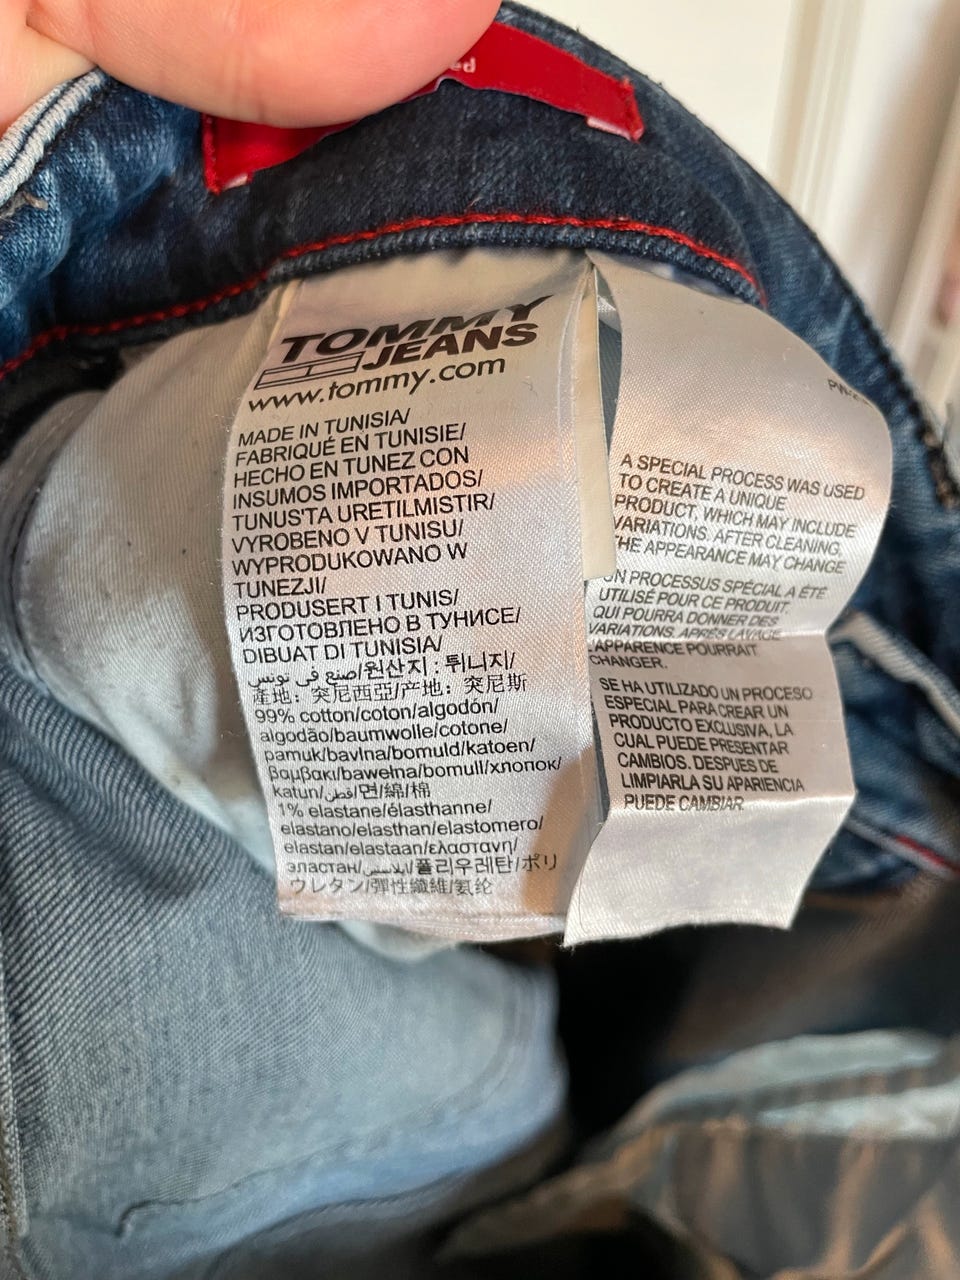 TOMMY
JEANS
www.tommy.com
MADE IN TUNISIA/
FABRIQUÉ EN TUNISIE/
HECHO EN TUNEZ CON
INSUMOS IMPORTADOS/
TUNUS'TA URETILMISTIR/
VYROBENO V TUNISU/
WYPRODUKOWANO W
TUNEZJI/
PRODUSERT I TUNIS/
ИЗГОТОВЛЕНО В ТУНИСЕ/
DIBUAT DI TUNISIA/
صنع في تونس/원산지 : 튀니지/
產地：突尼西亞/产地：突尼斯
99% cotton/coton/algodón/
algodão/baumwolle/cotone/
pamuk/bavlna/bomuld/katoen/
βαμβακι/bawełna/bomull/хлопок/
katun/قطن/면/綿/棉
1% elastane/élasthanne/
elastano/elasthan/elastomero/
elastan/elastaan/ελαστανη/
эластан/ايلاستين/폴리우레탄/ポリ
ウレタン/彈性纖維/氨纶
A SPECIAL PROCESS WAS USED
TO CREATE A UNIQUE
PRODUCT, WHICH MAY INCLUDE
VARIATIONS. AFTER CLEANING,
THE APPEARANCE MAY CHANGE
UN PROCESSUS SPÉCIAL A ÉTÉ
UTILISÉ POUR CE PRODUIT.
QUI POURRA DONNER DES
VARIATIONS. APRÈS LAVAGE
APPARENCE POURRAIT
CHANGER.
SE HA UTILIZADO UN PROCESO
ESPECIAL PARA CREAR UN
PRODUCTO EXCLUSIVA, LA
CUAL PUEDE PRESENTAR
CAMBIOS. DESPUES DE
LIMPIARLA SU APARIENCIA
PUEDE CAMBIAR